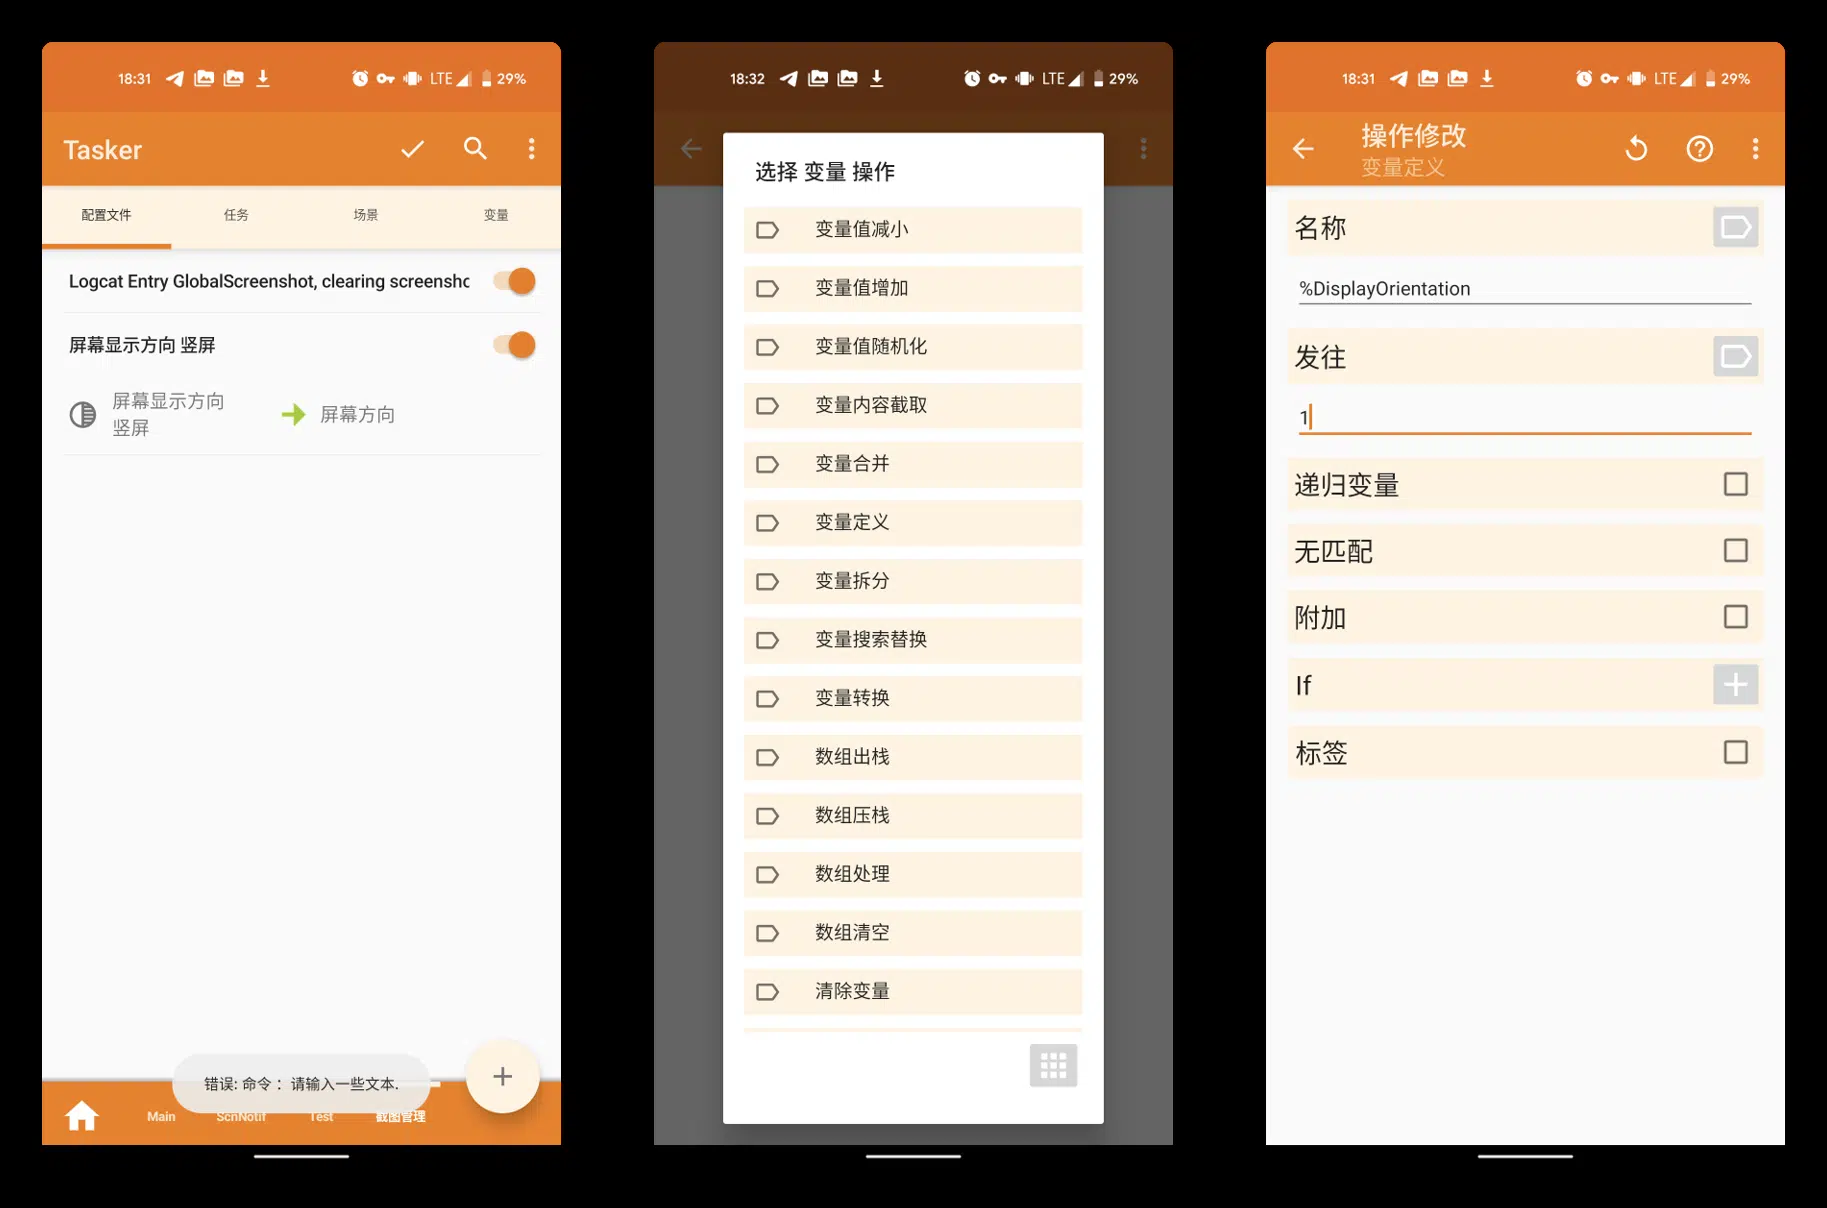 18:31 LTE 29%
Tasker
配置文件 任务 场景 变量
Logcat Entry GlobalScreenshot, clearing screensho
屏幕显示方向 竖屏
屏幕显示方向
竖屏
屏幕方向
错误: 命令 : 请输入一些文本.
Main ScnNotif Test 截图管理
18:32 LTE 29%
选择 变量 操作
变量值减小
变量值增加
变量值随机化
变量内容截取
变量合并
变量定义
变量拆分
变量搜索替换
变量转换
数组出栈
数组压栈
数组处理
数组清空
清除变量
18:31 LTE 29%
操作修改
变量定义
名称
%DisplayOrientation
发往
1
递归变量
无匹配
附加
If
标签